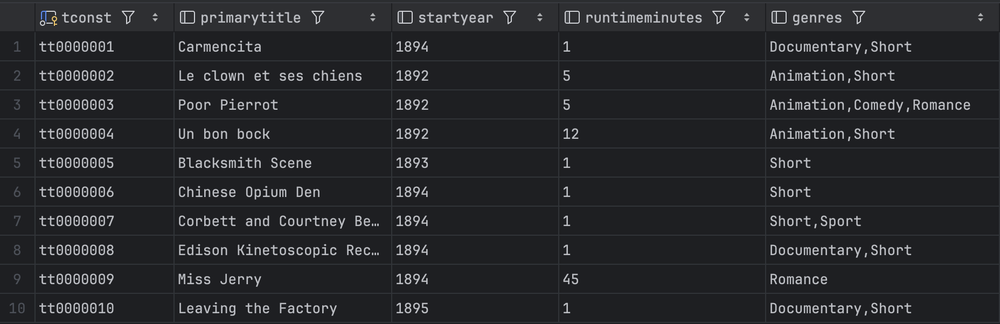 tconst primarytitle startyear runtimeminutes genres
1 tt0000001 Carmencita 1894 1 Documentary,Short
2 tt0000002 Le clown et ses chiens 1892 5 Animation,Short
3 tt0000003 Poor Pierrot 1892 5 Animation,Comedy,Romance
4 tt0000004 Un bon bock 1892 12 Animation,Short
5 tt0000005 Blacksmith Scene 1893 1 Short
6 tt0000006 Chinese Opium Den 1894 1 Short
7 tt0000007 Corbett and Courtney Be… 1894 1 Short,Sport
8 tt0000008 Edison Kinetoscopic Rec… 1894 1 Documentary,Short
9 tt0000009 Miss Jerry 1894 45 Romance
10 tt0000010 Leaving the Factory 1895 1 Documentary,Short